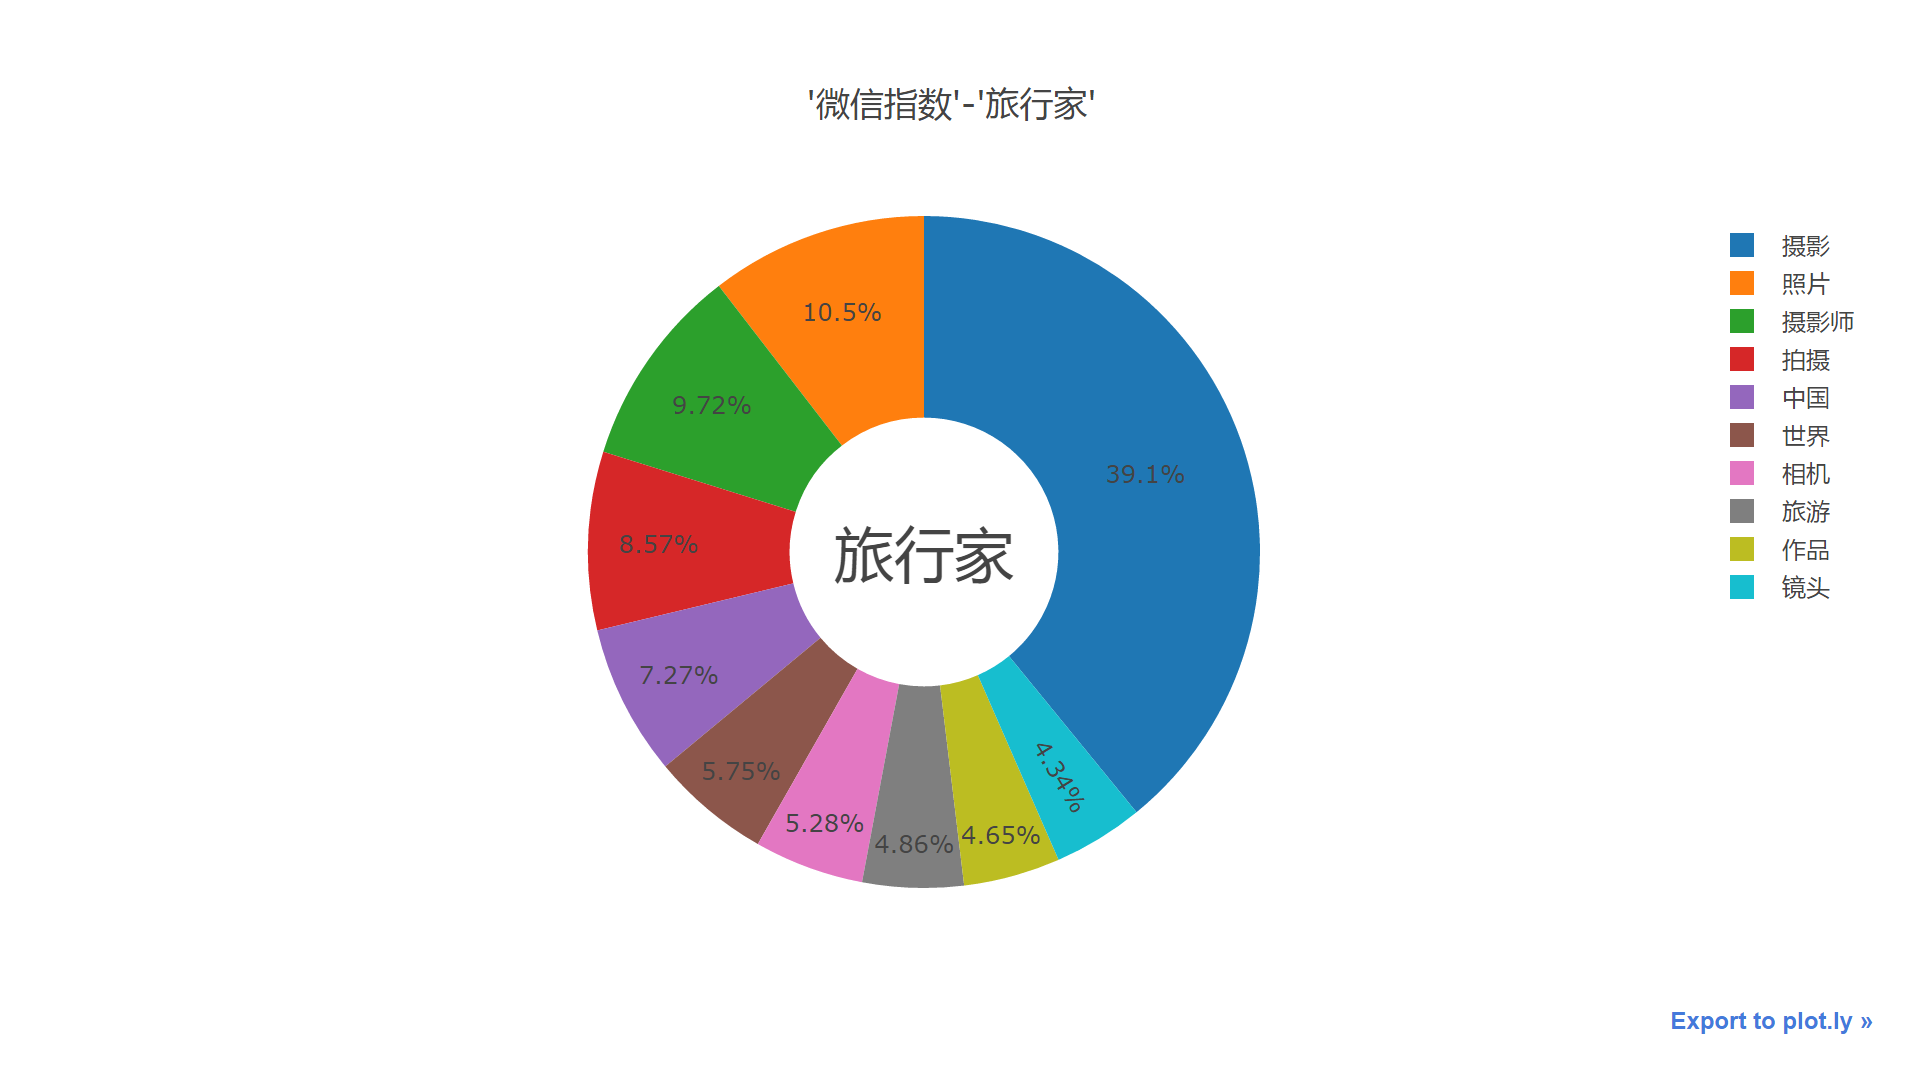 '微信指数'-'旅行家'
10.5%
39.1%
9.72%
8.57%
旅行家
7.27%
5.75%
5.28%
4.86%
4.65%
4.34%
摄影
照片
摄影师
拍摄
中国
世界
相机
旅游
作品
镜头
Export to plot.ly »